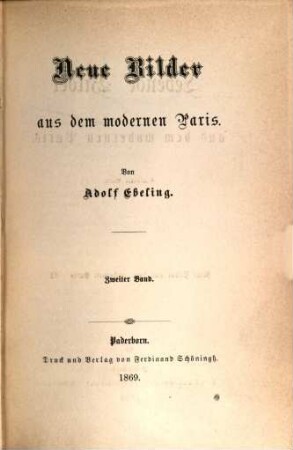 Neue Bilder
aus dem modernen Paris.
Von
Adolf Ebeling.
Zweiter Band.
Paderborn.
Druck und Verlag von Ferdinand Schöningh.
1869.